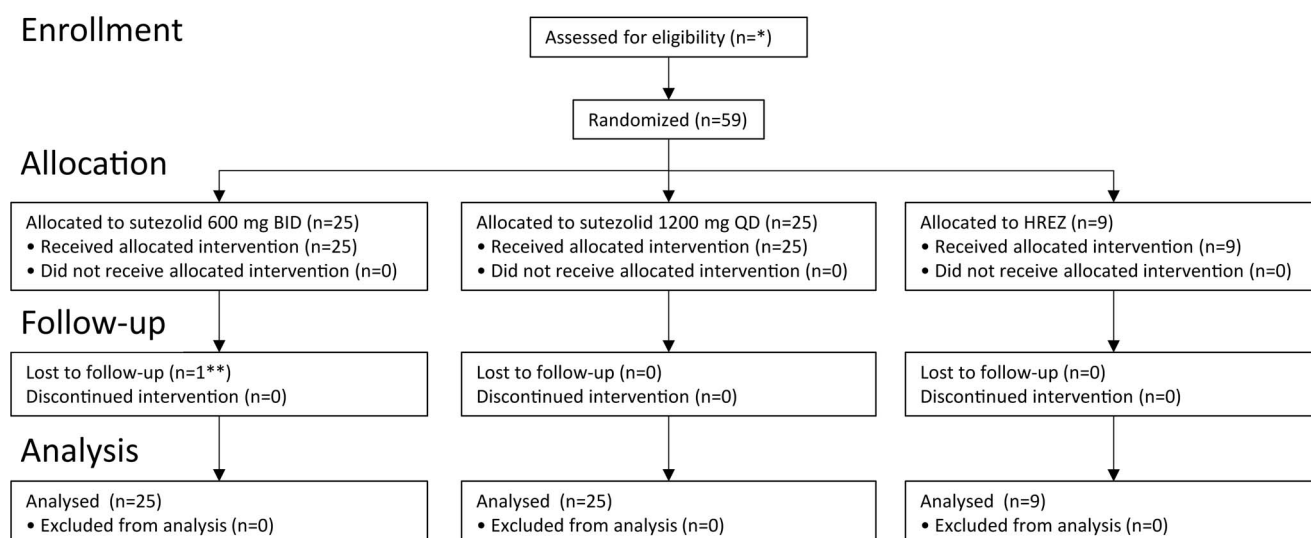 Enrollment
Assessed for eligibility (n=*)
Randomized (n=59)
Allocation
Allocated to sutezolid 600 mg BID (n=25)
• Received allocated intervention (n=25)
• Did not receive allocated intervention (n=0)
Allocated to sutezolid 1200 mg QD (n=25)
• Received allocated intervention (n=25)
• Did not receive allocated intervention (n=0)
Allocated to HREZ (n=9)
• Received allocated intervention (n=9)
• Did not receive allocated intervention (n=0)
Follow-up
Lost to follow-up (n=1**)
Discontinued intervention (n=0)
Lost to follow-up (n=0)
Discontinued intervention (n=0)
Lost to follow-up (n=0)
Discontinued intervention (n=0)
Analysis
Analysed (n=25)
• Excluded from analysis (n=0)
Analysed (n=25)
• Excluded from analysis (n=0)
Analysed (n=9)
• Excluded from analysis (n=0)